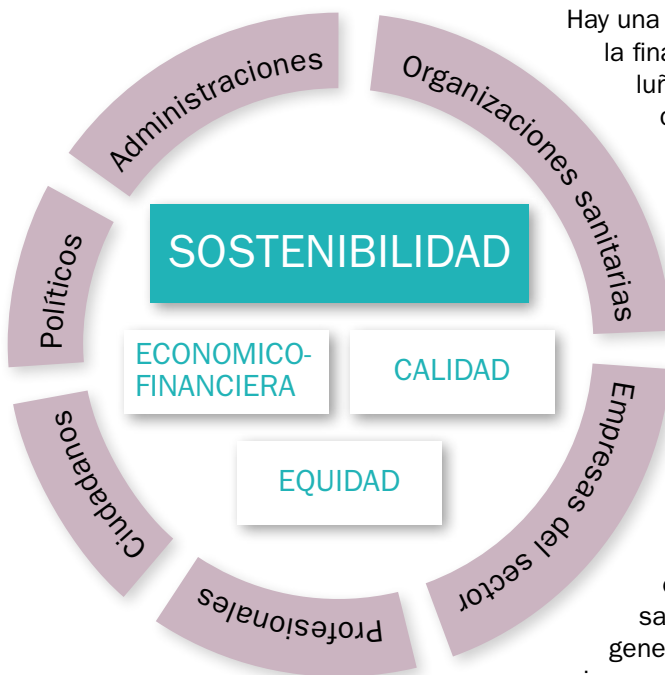 Hay una
la fina
luñ
Administraciones
Organizaciones sanitarias
Políticos
SOSTENIBILIDAD
ECONOMICO-
FINANCIERA
CALIDAD
EQUIDAD
Empresas del sector
Ciudadanos
Profesionales
sa
gene